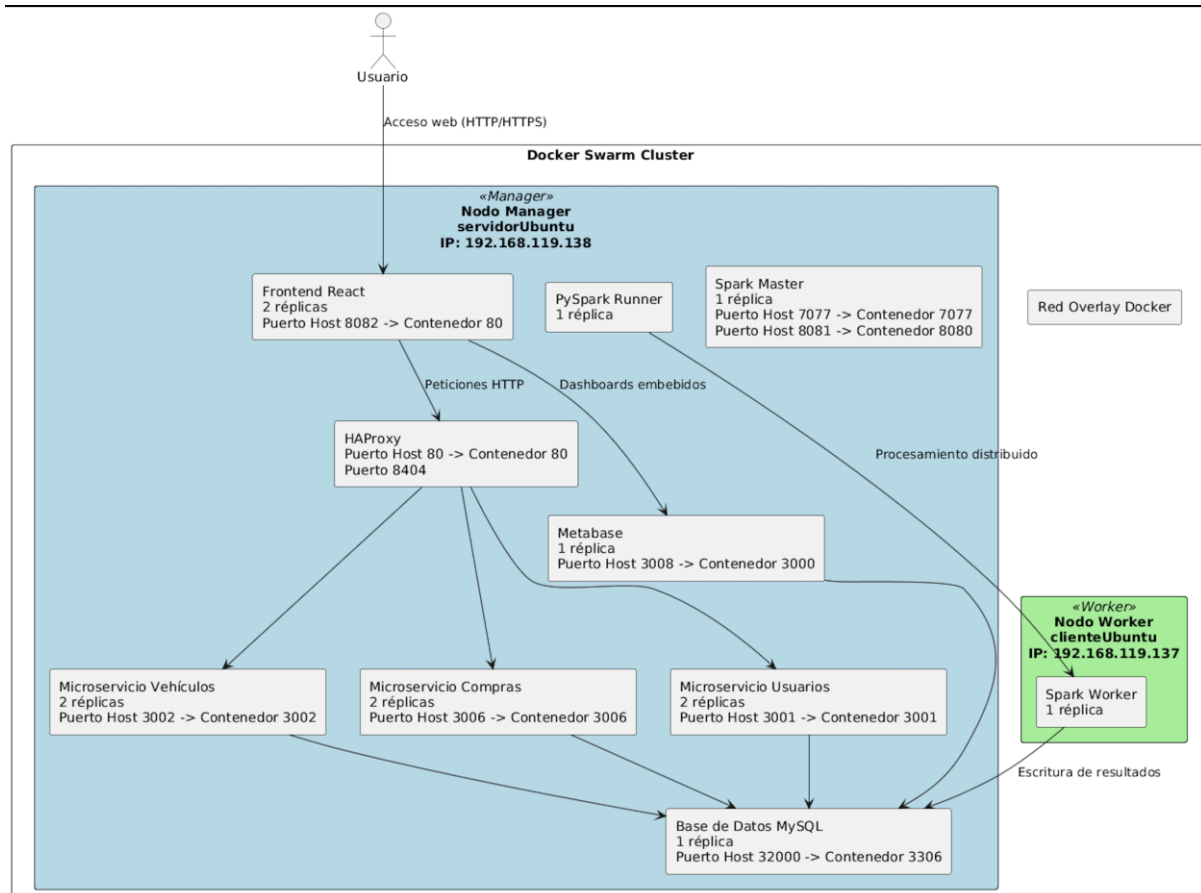 Usuario
Acceso web (HTTP/HTTPS)
Docker Swarm Cluster
«Manager»
Nodo Manager
servidorUbuntu
IP: 192.168.119.138
Frontend React
2 réplicas
Puerto Host 8082 -> Contenedor 80
PySpark Runner
1 réplica
Spark Master
1 réplica
Puerto Host 7077 -> Contenedor 7077
Puerto Host 8081 -> Contenedor 8080
Red Overlay Docker
Peticiones HTTP
Dashboards embebidos
HAProxy
Puerto Host 80 -> Contenedor 80
Puerto 8404
Procesamiento distribuido
Metabase
1 réplica
Puerto Host 3008 -> Contenedor 3000
«Worker»
Nodo Worker
clienteUbuntu
IP: 192.168.119.137
Spark Worker
1 réplica
Microservicio Vehículos
2 réplicas
Puerto Host 3002 -> Contenedor 3002
Microservicio Compras
2 réplicas
Puerto Host 3006 -> Contenedor 3006
Microservicio Usuarios
2 réplicas
Puerto Host 3001 -> Contenedor 3001
Escritura de resultados
Base de Datos MySQL
1 réplica
Puerto Host 32000 -> Contenedor 3306